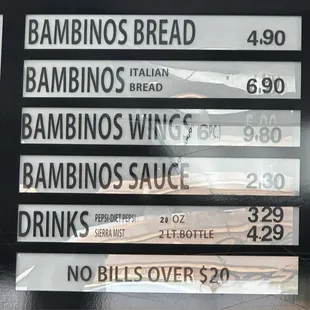 BAMBINOS BREAD 4.90
BAMBINOS ITALIAN BREAD 6.90
BAMBINOS WINGS (6PC) 9.80
BAMBINOS SAUCE 2.30
DRINKS PEPSI-DIET PEPSI 20 OZ 3.29
SIERRA MIST 2 LT.BOTTLE 4.29
NO BILLS OVER $20